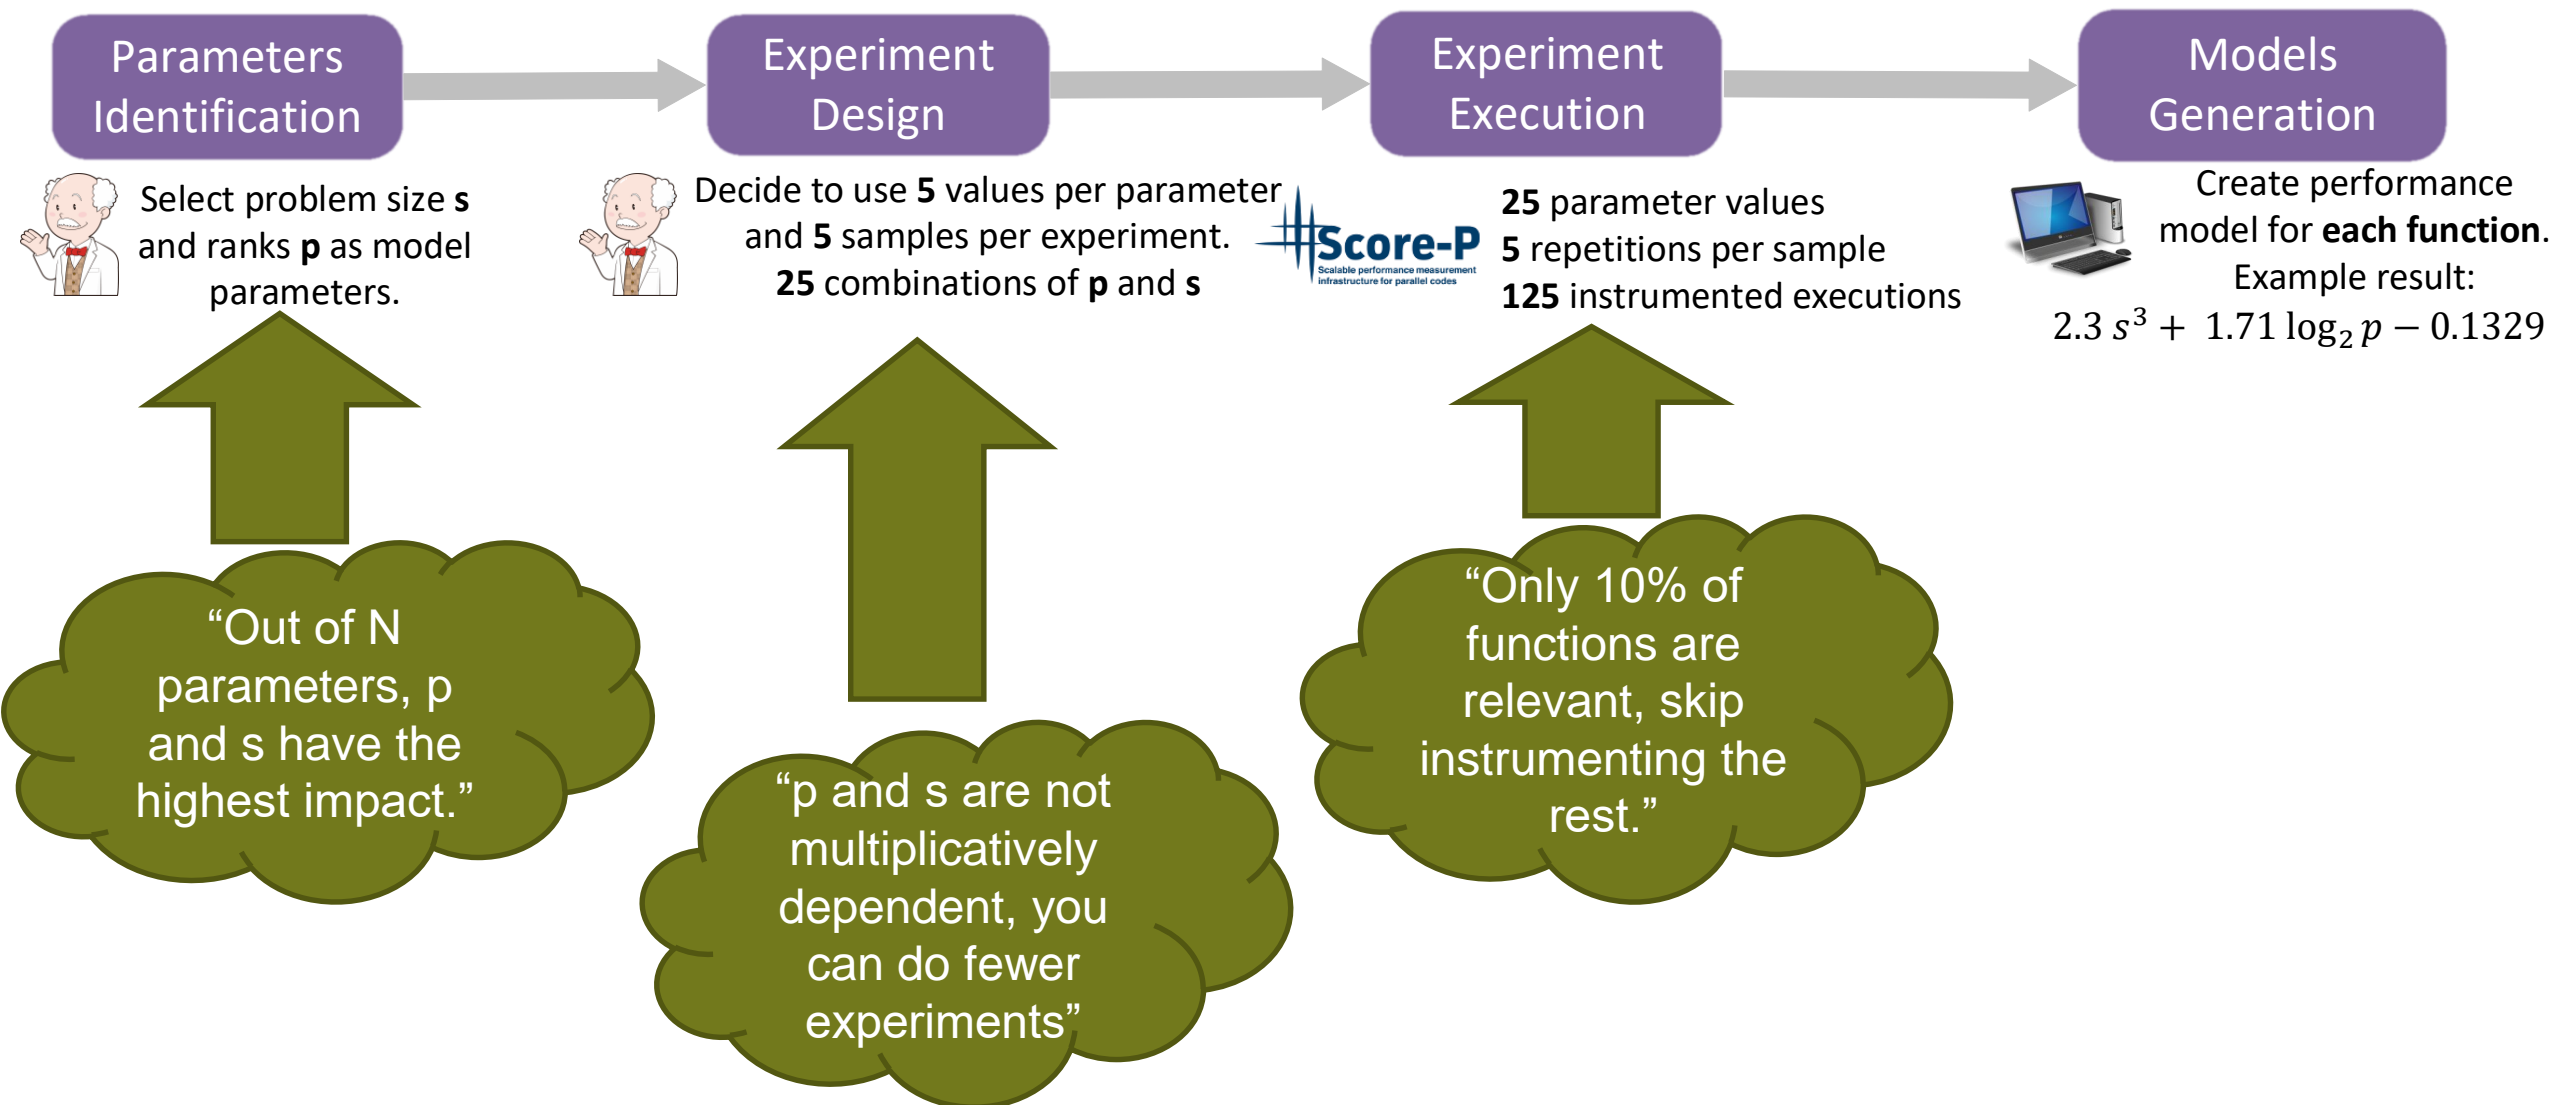 Parameters
Identification
Experiment
Design
Experiment
Execution
Models
Generation
Select problem size s
and ranks p as model
parameters.
Decide to use 5 values per parameter
and 5 samples per experiment.
25 combinations of p and s
Score-P
Scalable performance measurement
infrastructure for parallel codes
25 parameter values
5 repetitions per sample
125 instrumented executions
Create performance
model for each function.
Example result:
2.3 s³ + 1.71 log₂ p − 0.1329
“Out of N
parameters, p
and s have the
highest impact.”
“p and s are not
multiplicatively
dependent, you
can do fewer
experiments”
“Only 10% of
functions are
relevant, skip
instrumenting the
rest.”